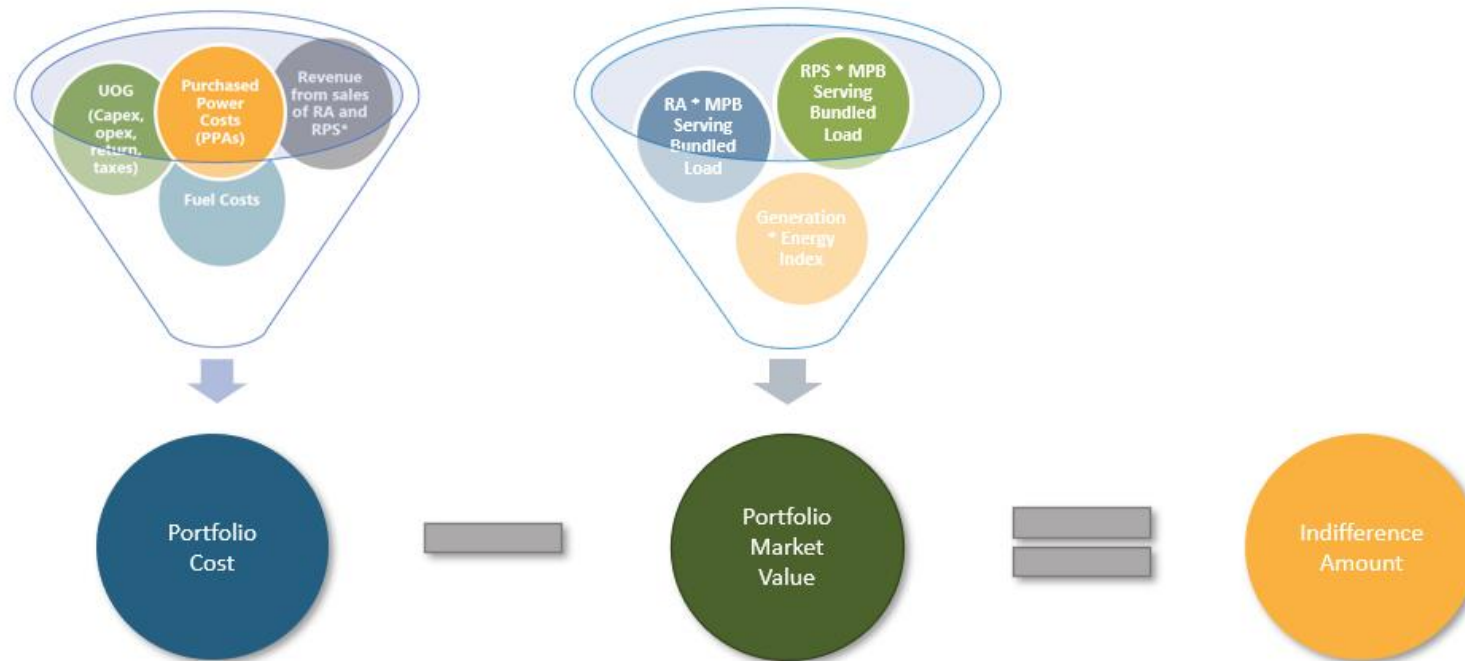 UOG
(Capex,
opex,
return,
taxes)
Purchased
Power
Costs
(PPAs)
Revenue
from sales
of RA and
RPS*
Fuel Costs
RA * MPB
Serving
Bundled
Load
RPS * MPB
Serving
Bundled
Load
Generation
* Energy
Index
Portfolio
Cost
Portfolio
Market
Value
Indifference
Amount